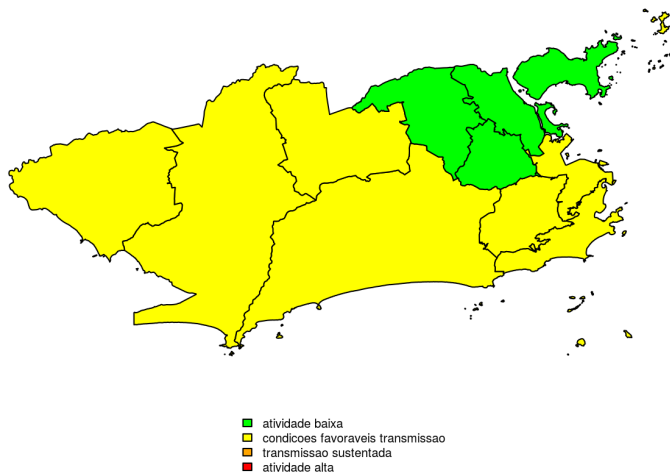 atividade baixa
condicoes favoraveis transmissao
transmissao sustentada
atividade alta